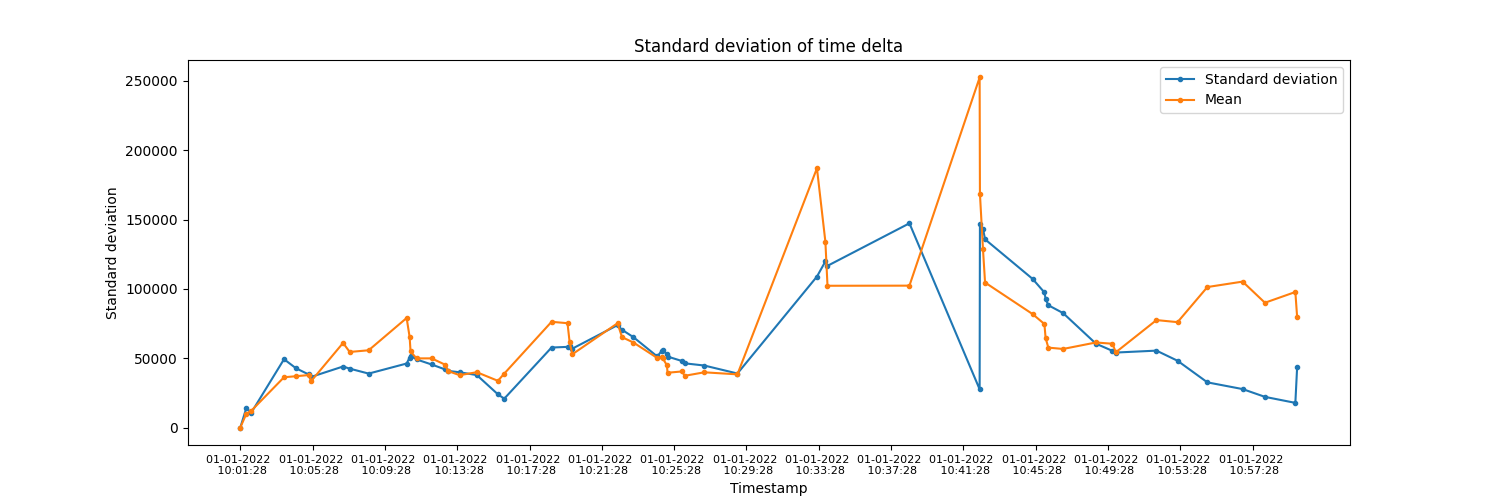 Standard deviation of time delta
Standard deviation
Mean
Standard deviation
250000
200000
150000
100000
50000
0
01-01-2022 01-01-2022 01-01-2022 01-01-2022 01-01-2022 01-01-2022 01-01-2022 01-01-2022 01-01-2022 01-01-2022 01-01-2022 01-01-2022 01-01-2022 01-01-2022 01-01-2022
10:01:28 10:05:28 10:09:28 10:13:28 10:17:28 10:21:28 10:25:28 10:29:28 10:33:28 10:37:28 10:41:28 10:45:28 10:49:28 10:53:28 10:57:28
Timestamp